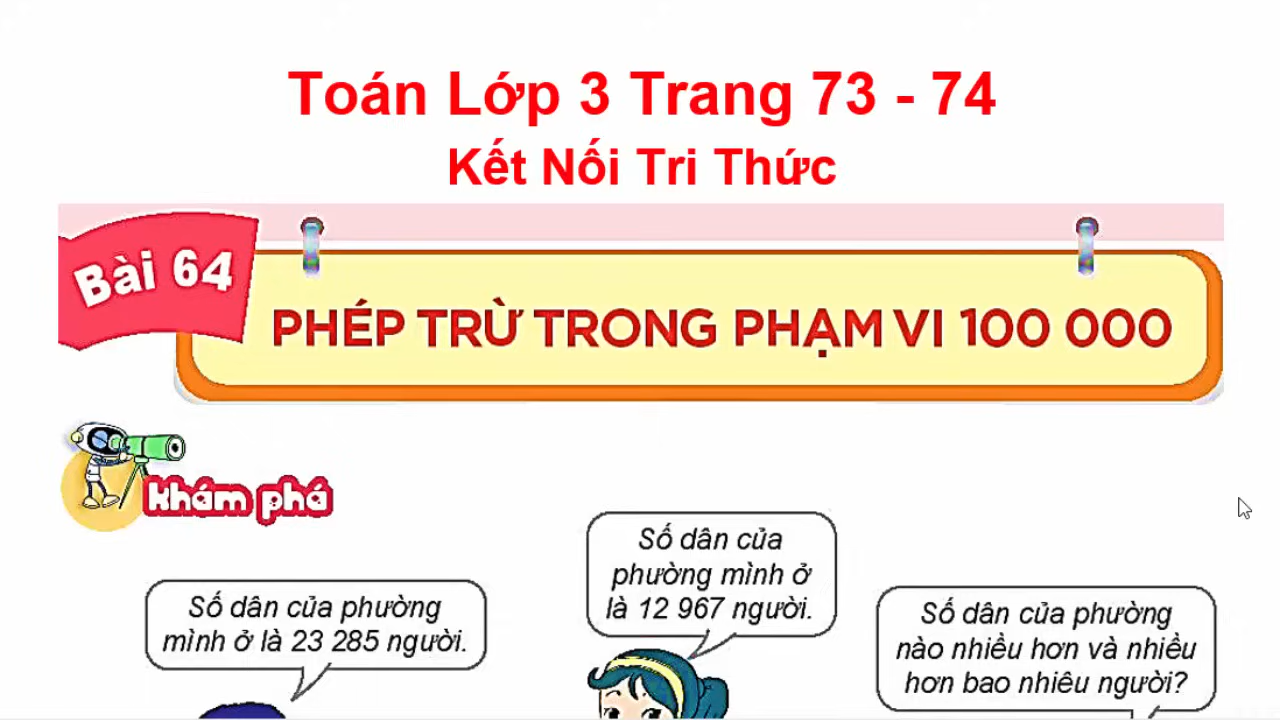 Toán Lớp 3 Trang 73 - 74
Kết Nối Tri Thức
Bài 64
PHÉP TRỪ TRONG PHẠM VI 100 000
khám phá
Số dân của
phường mình ở
là 12 967 người.
Số dân của phường
mình ở là 23 285 người.
Số dân của phường
nào nhiều hơn và nhiều
hơn bao nhiêu người?